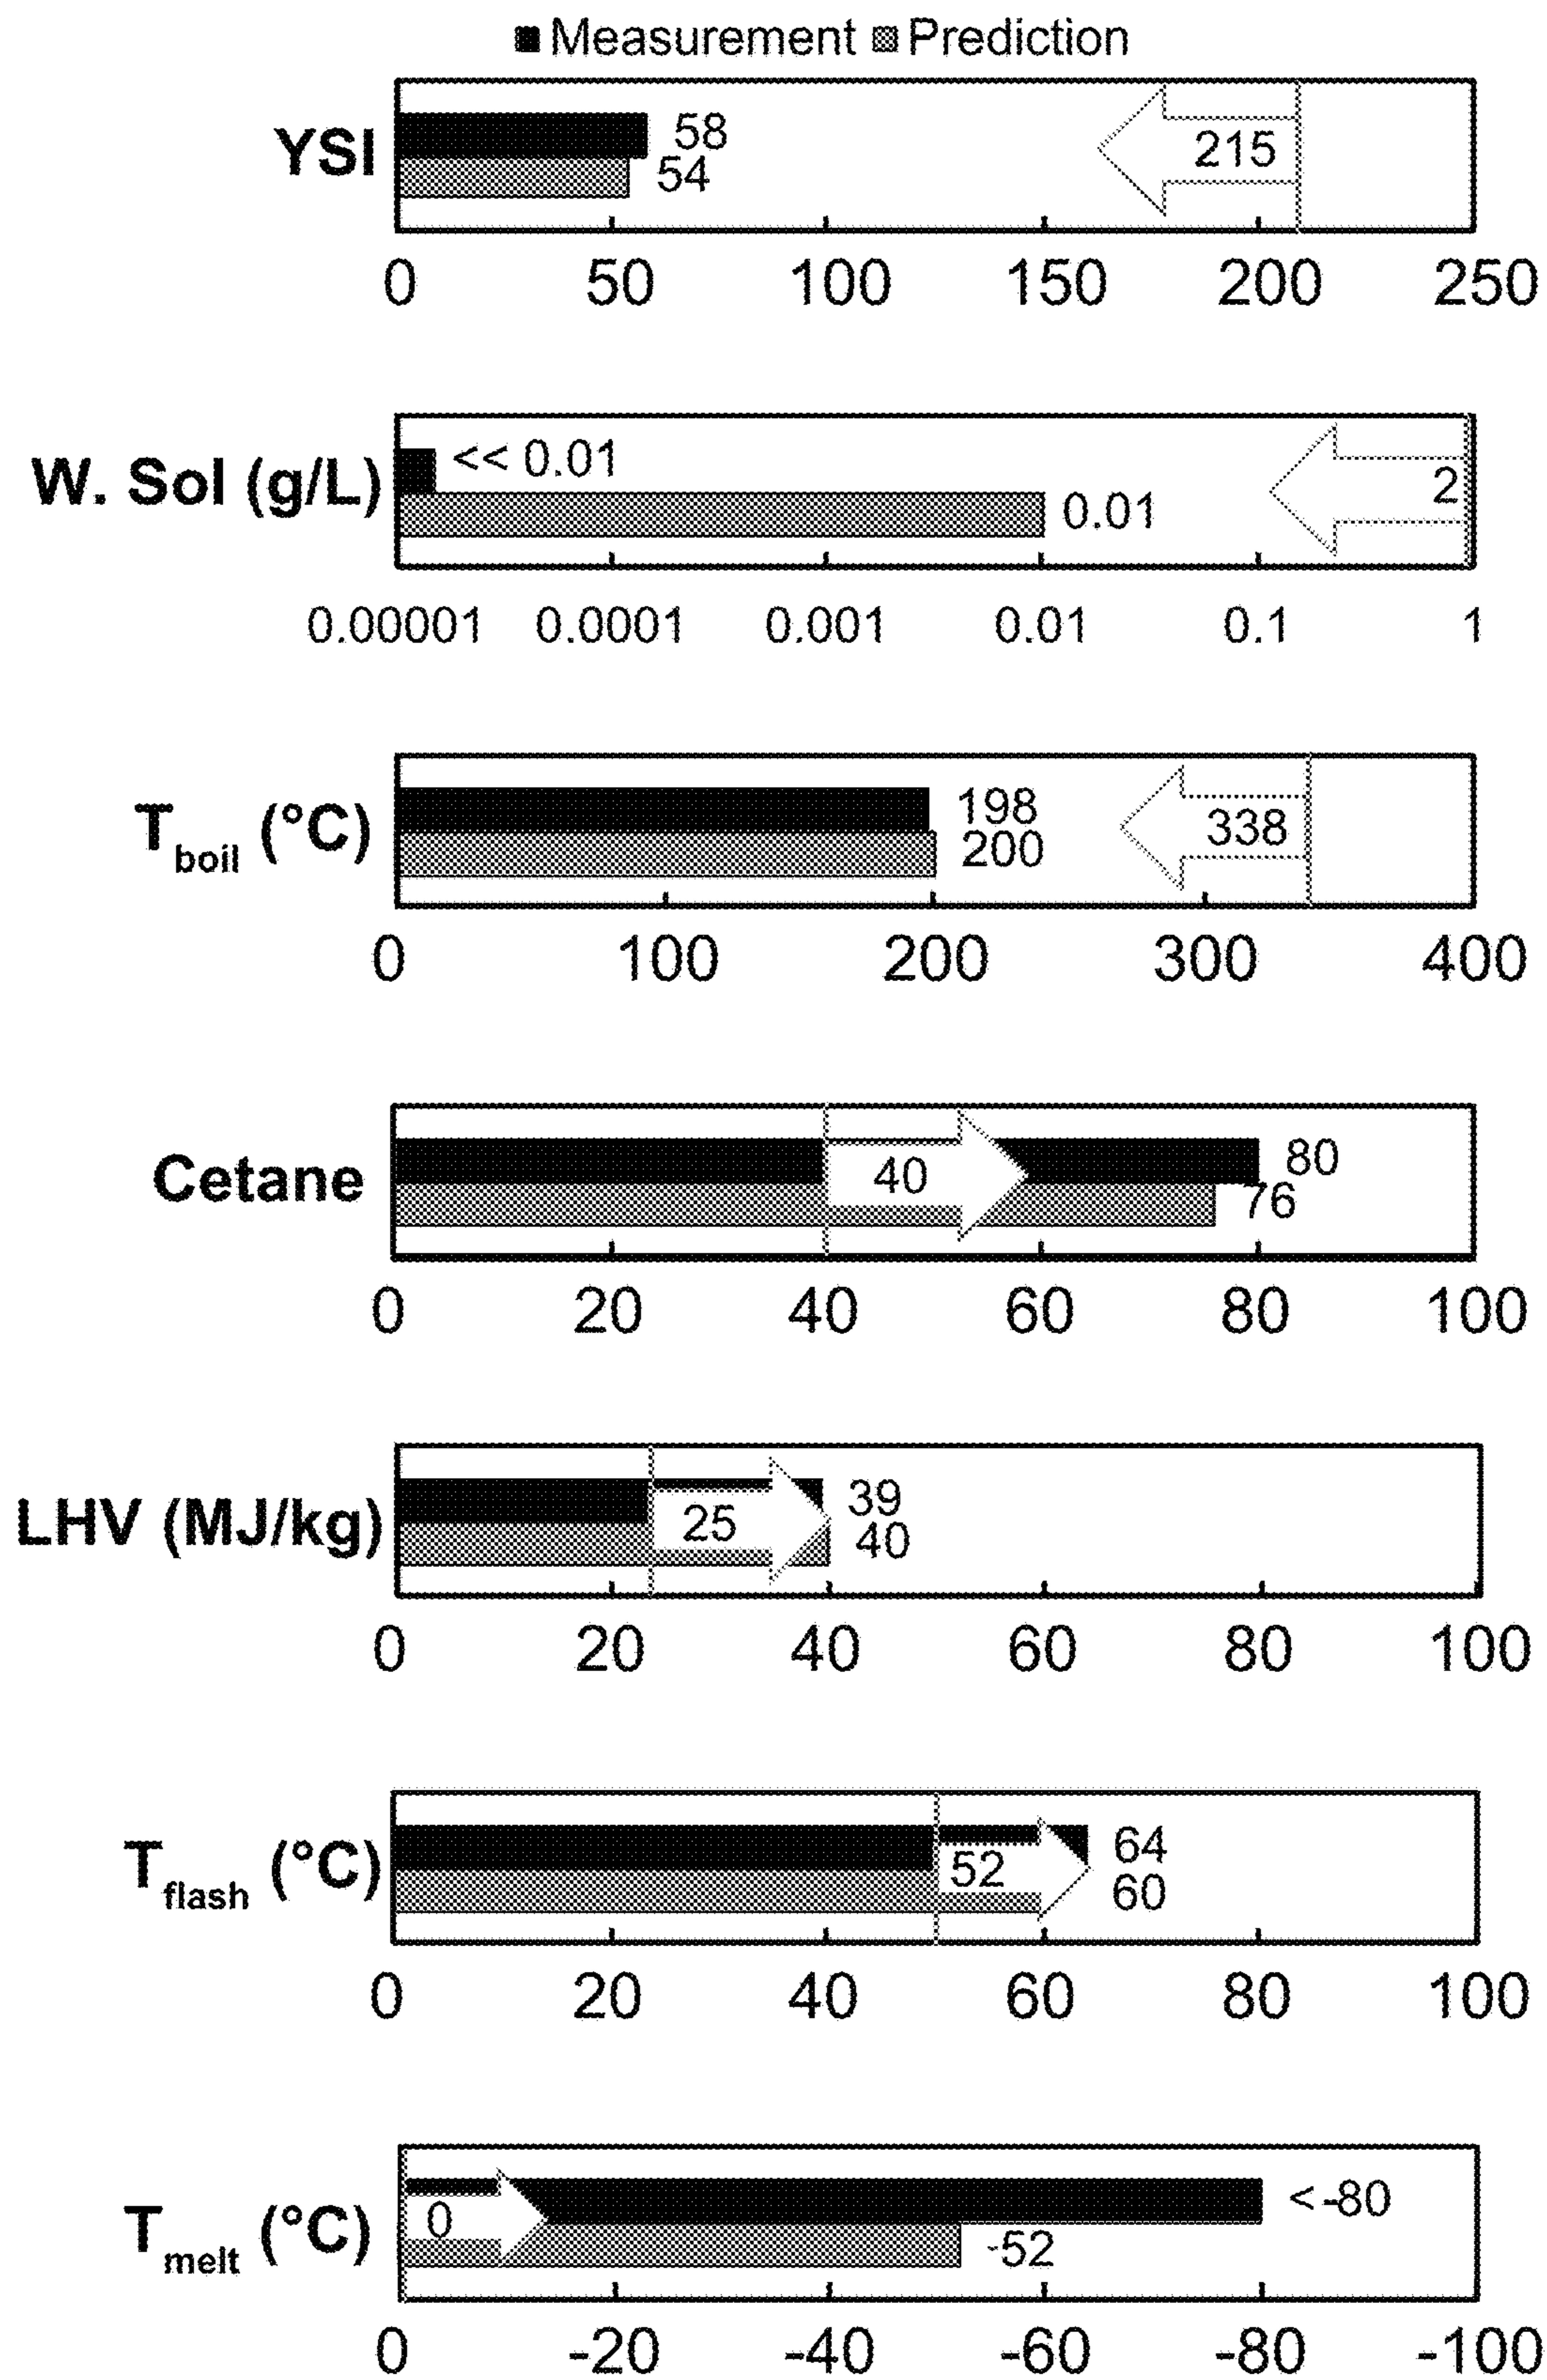 Measurement Prediction
YSI
58
54
215
0 50 100 150 200 250
W. Sol (g/L)
<< 0.01
0.01
2
0.00001 0.0001 0.001 0.01 0.1 1
Tboil (°C)
198
200
338
0 100 200 300 400
Cetane
40
80
76
0 20 40 60 80 100
LHV (MJ/kg)
25
39
40
0 20 40 60 80 100
Tflash (°C)
52
64
60
0 20 40 60 80 100
Tmelt (°C)
0
< -80
-52
0 -20 -40 -60 -80 -100